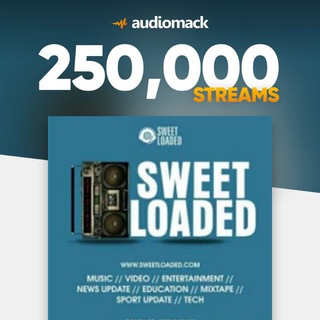 audiomack
250,000
STREAMS
SWEET
LOADED
SWEET
LOADED
WWW.SWEETLOADED.COM
MUSIC // VIDEO // ENTERTAINMENT //
NEWS UPDATE // EDUCATION // MIXTAPE //
SPORT UPDATE // TECH